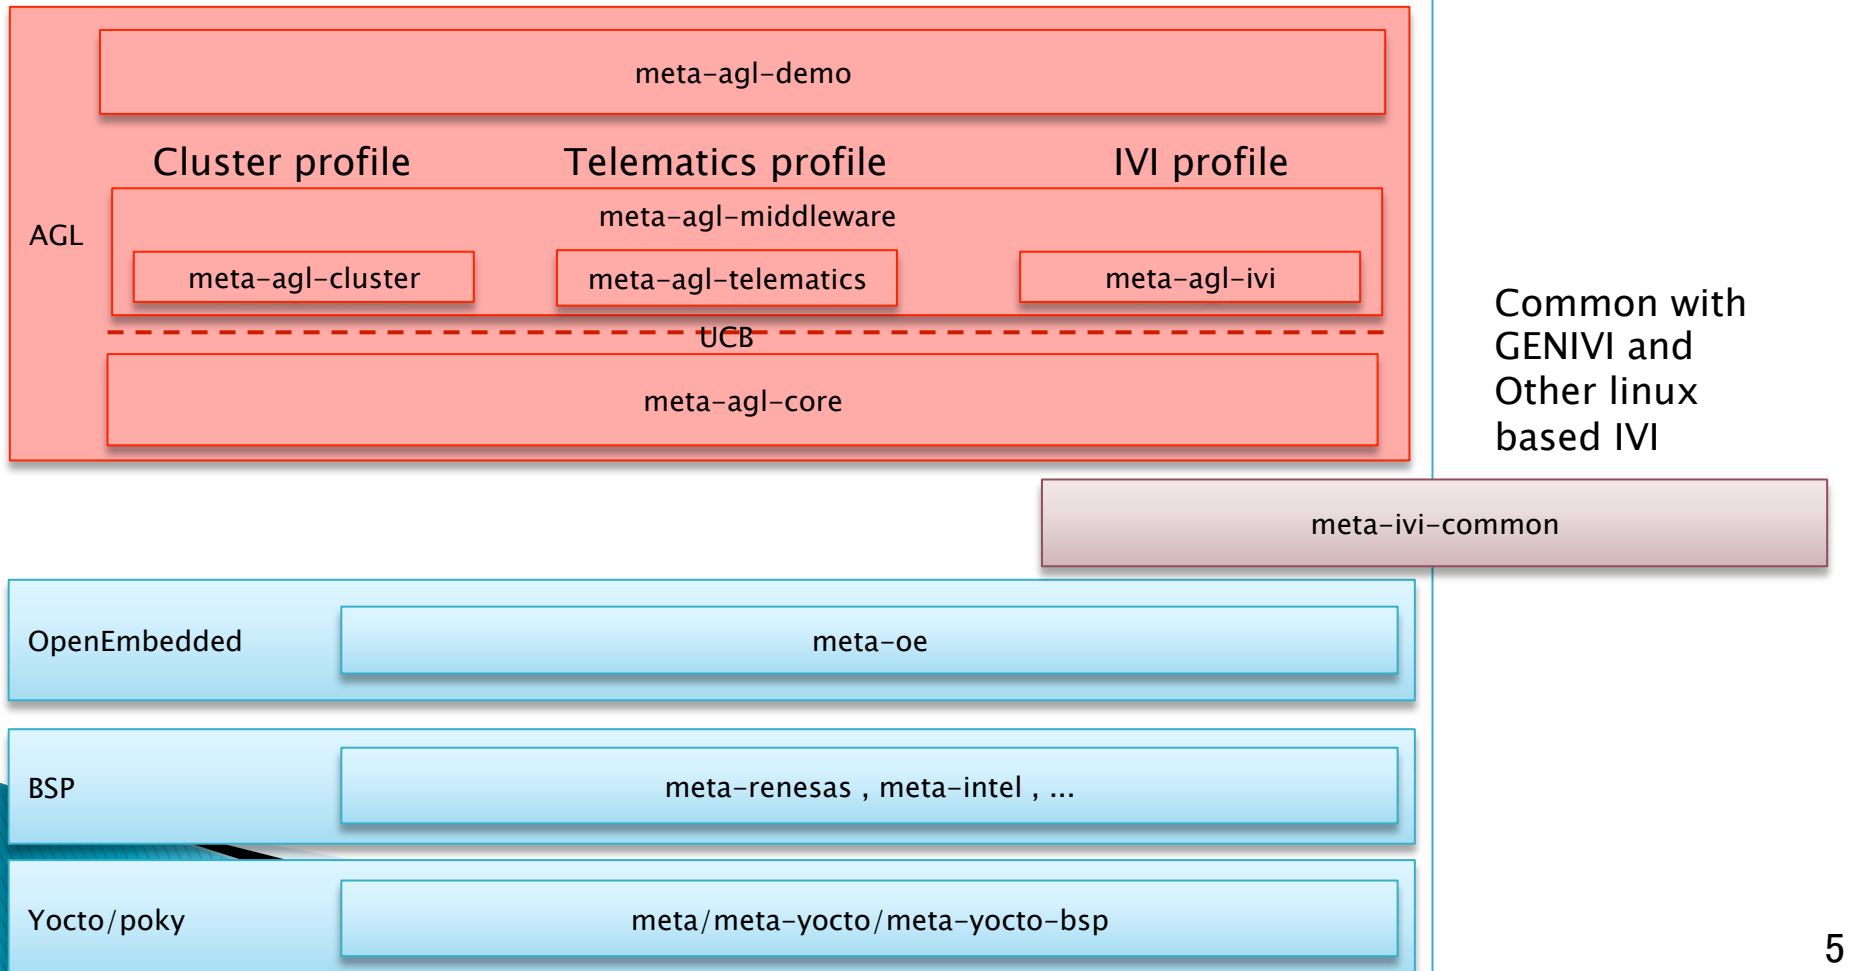 meta-agl-demo
Cluster profile
Telematics profile
IVI profile
meta-agl-middleware
AGL
meta-agl-cluster
meta-agl-telematics
meta-agl-ivi
UCB
meta-agl-core
Common with
GENIVI and
Other linux
based IVI
meta-ivi-common
OpenEmbedded
meta-oe
BSP
meta-renesas , meta-intel , ...
Yocto/poky
meta/meta-yocto/meta-yocto-bsp
5